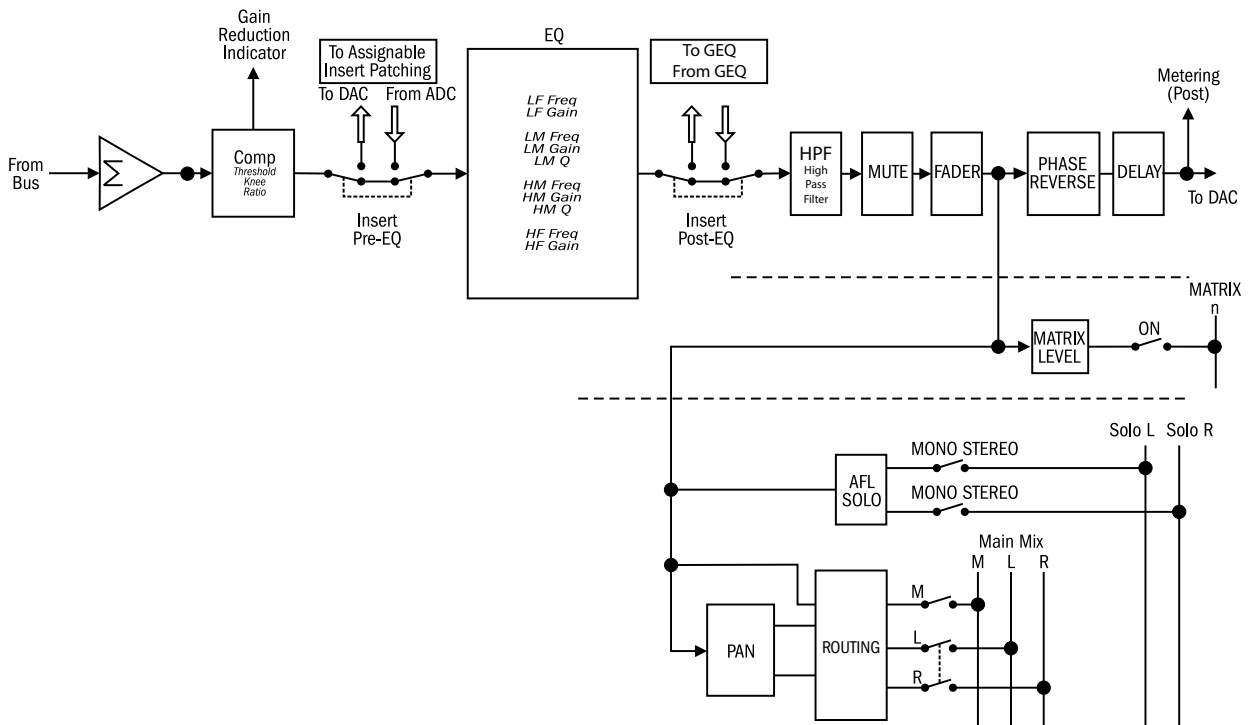 Gain
Reduction
Indicator
To Assignable
Insert Patching
To DAC From ADC
EQ
LF Freq
LF Gain
LM Freq
LM Gain
LM Q
HM Freq
HM Gain
HM Q
HF Freq
HF Gain
To GEQ
From GEQ
Metering
(Post)
From
Bus
Σ
Comp
Threshold
Knee
Ratio
Insert
Pre-EQ
Insert
Post-EQ
HPF
High
Pass
Filter
MUTE
FADER
PHASE
REVERSE
DELAY
To DAC
MATRIX
n
MATRIX
LEVEL
ON
Solo L Solo R
AFL
SOLO
MONO STEREO
MONO STEREO
Main Mix
M L R
PAN
ROUTING
M
L
R